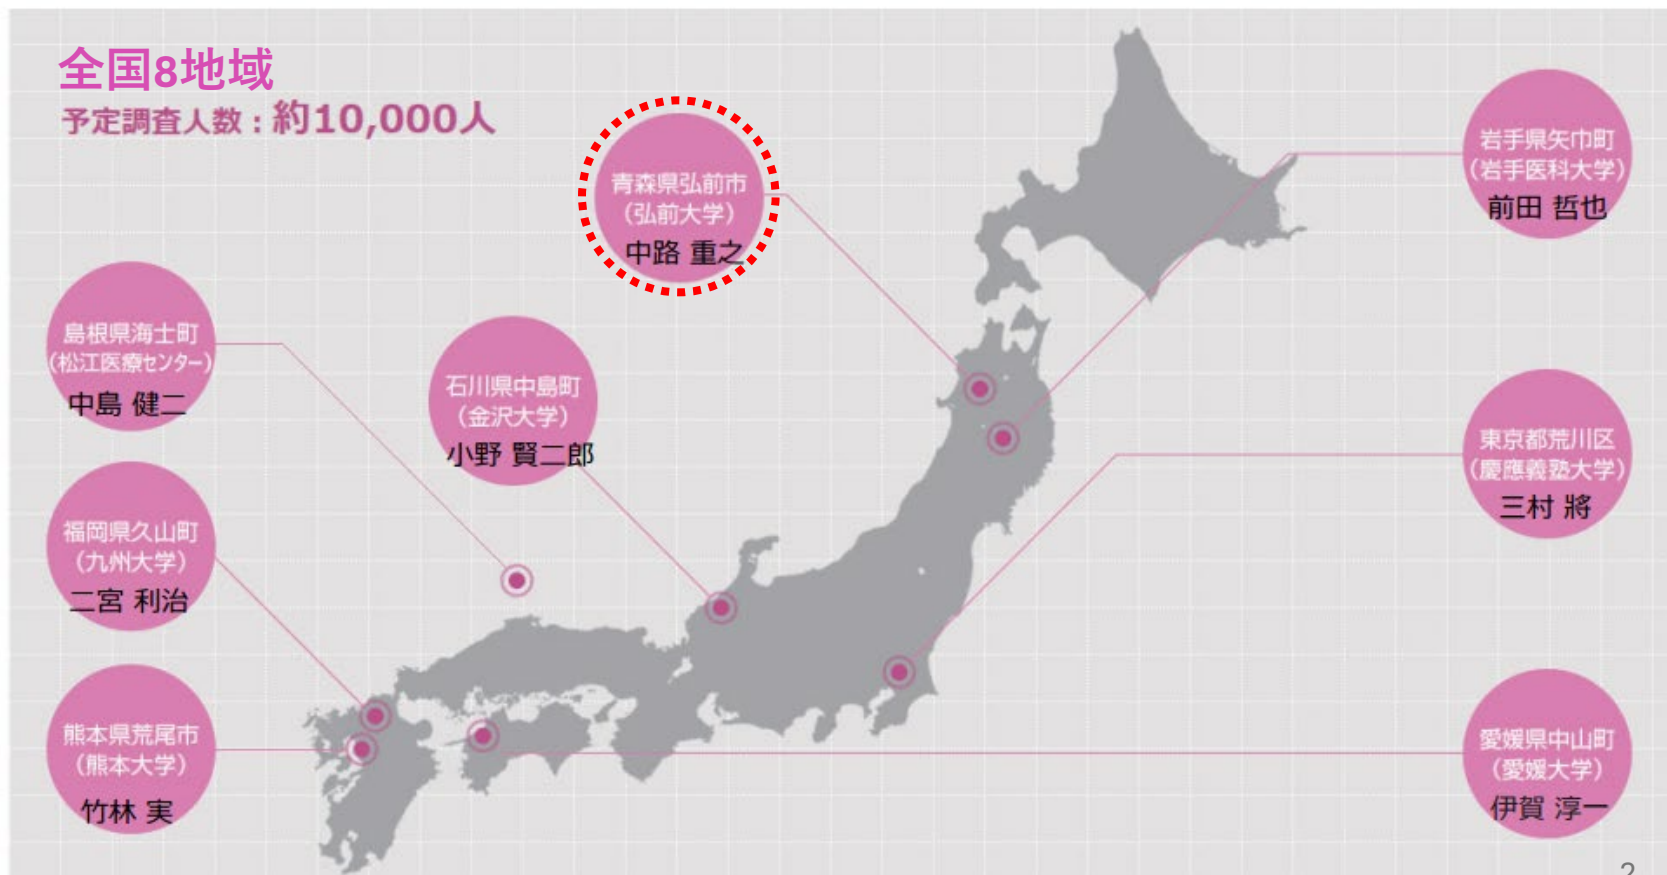 全国8地域
予定調査人数：約10,000人
青森県弘前市
（弘前大学）
中路 重之
岩手県矢巾町
（岩手医科大学）
前田 哲也
島根県海士町
（松江医療センター）
中島 健二
石川県中島町
（金沢大学）
小野 賢二郎
東京都荒川区
（慶應義塾大学）
三村 將
福岡県久山町
（九州大学）
二宮 利治
熊本県荒尾市
（熊本大学）
竹林 実
愛媛県中山町
（愛媛大学）
伊賀 淳一
2